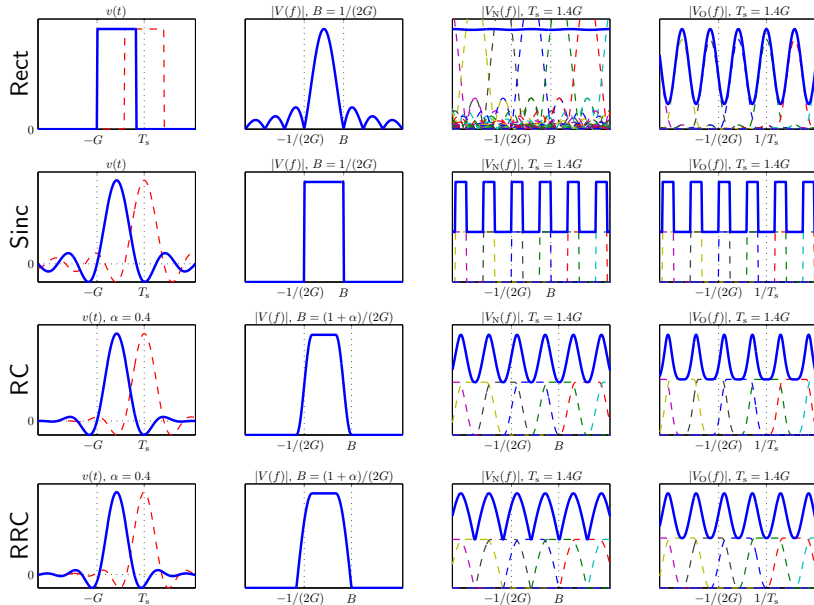 v(t)
|V(f)|, B = 1/(2G)
|V_N(f)|, T_s = 1.4G
|V_O(f)|, T_s = 1.4G
Rect
0
−G
T_s
−1/(2G)
B
−1/(2G)
B
−1/(2G)
1/T_s
v(t)
|V(f)|, B = 1/(2G)
|V_N(f)|, T_s = 1.4G
|V_O(f)|, T_s = 1.4G
Sinc
0
−G
T_s
−1/(2G)
B
−1/(2G)
B
−1/(2G)
1/T_s
v(t), α = 0.4
|V(f)|, B = (1 + α)/(2G)
|V_N(f)|, T_s = 1.4G
|V_O(f)|, T_s = 1.4G
RC
0
−G
T_s
−1/(2G)
B
−1/(2G)
B
−1/(2G)
1/T_s
v(t), α = 0.4
|V(f)|, B = (1 + α)/(2G)
|V_N(f)|, T_s = 1.4G
|V_O(f)|, T_s = 1.4G
RRC
0
−G
T_s
−1/(2G)
B
−1/(2G)
B
−1/(2G)
1/T_s